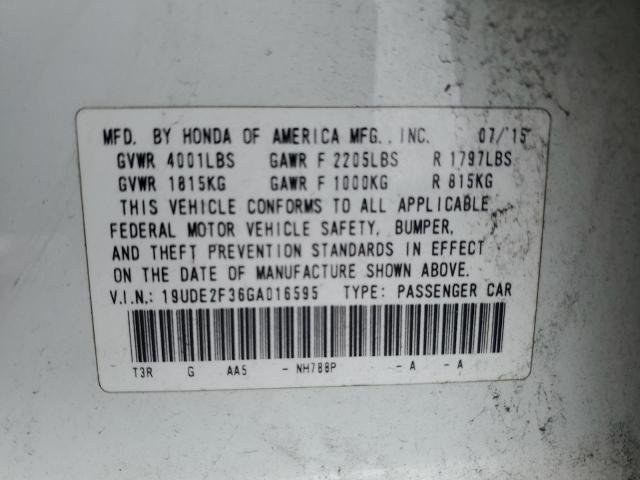 MFD. BY HONDA OF AMERICA MFG., INC. 07/15
GVWR 4001LBS GAWR F 2205LBS R 1797LBS
GVWR 1815KG GAWR F 1000KG R 815KG
THIS VEHICLE CONFORMS TO ALL APPLICABLE
FEDERAL MOTOR VEHICLE SAFETY, BUMPER,
AND THEFT PREVENTION STANDARDS IN EFFECT
ON THE DATE OF MANUFACTURE SHOWN ABOVE.
V.I.N.: 19UDE2F36GA016595 TYPE: PASSENGER CAR
T3R G AA5 - NH788P - A - A